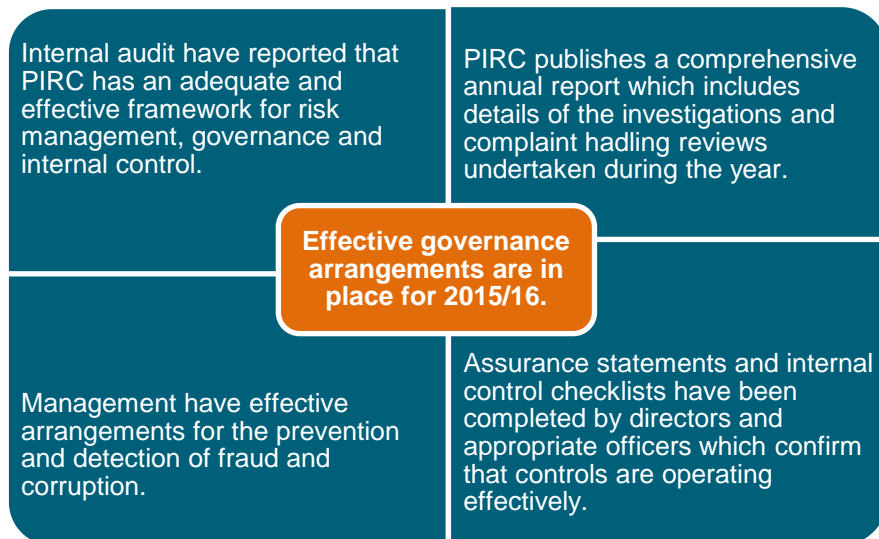 Internal audit have reported that
PIRC has an adequate and
effective framework for risk
management, governance and
internal control.
PIRC publishes a comprehensive
annual report which includes
details of the investigations and
complaint hadling reviews
undertaken during the year.
Effective governance
arrangements are in
place for 2015/16.
Management have effective
arrangements for the prevention
and detection of fraud and
corruption.
Assurance statements and internal
control checklists have been
completed by directors and
appropriate officers which confirm
that controls are operating
effectively.